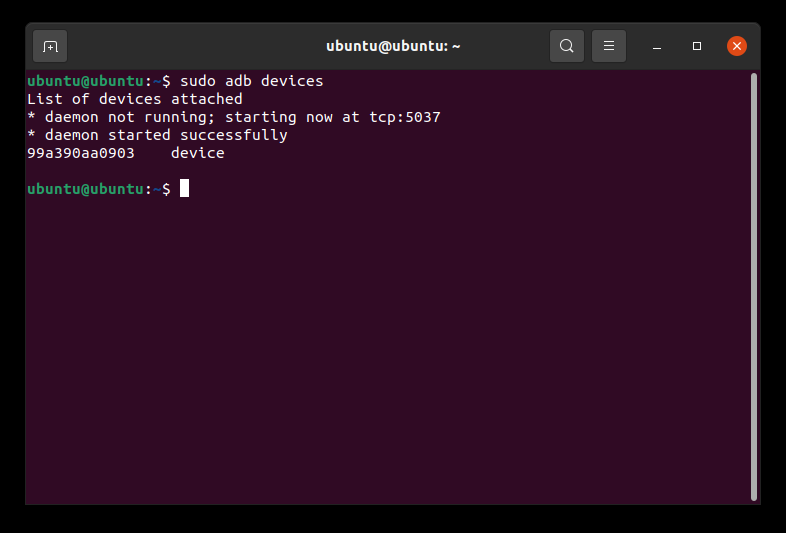 ubuntu@ubuntu: ~
ubuntu@ubuntu:~$ sudo adb devices
List of devices attached
* daemon not running; starting now at tcp:5037
* daemon started successfully
99a390aa0903    device
ubuntu@ubuntu:~$